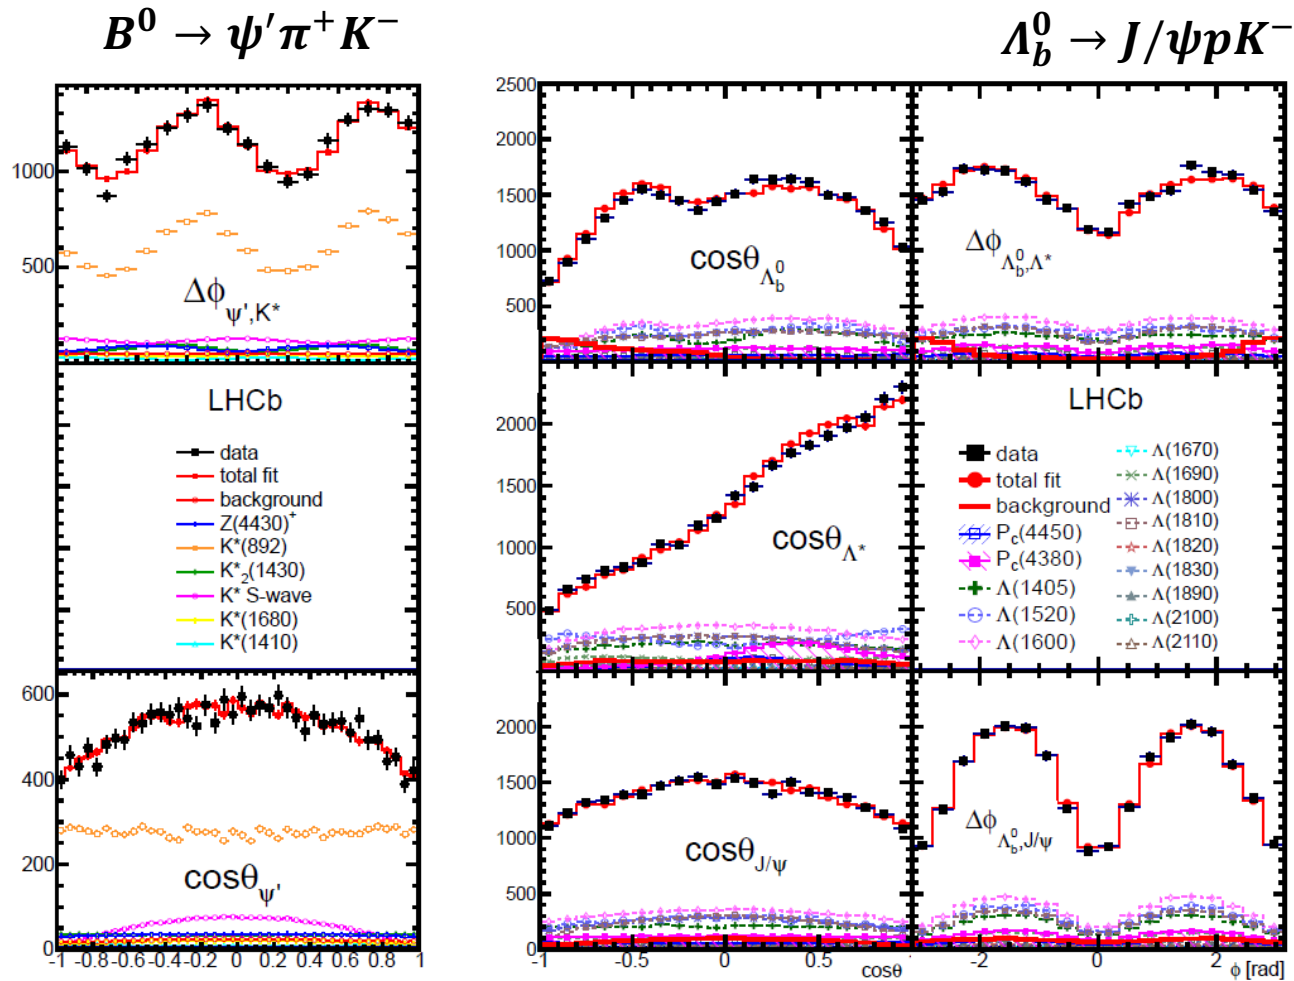 B⁰ → ψ′π⁺K⁻
Λ_b⁰ → J/ψpK⁻
1000
500
Δϕ_ψ',K*
LHCb
data
total fit
background
Z(4430)⁺
K*(892)
K*₂(1430)
K* S-wave
K*(1680)
K*(1410)
600
400
200
0
cosθ_ψ'
-1 -0.8 -0.6 -0.4 -0.2 0 0.2 0.4 0.6 0.8 1
2500
2000
1500
1000
500
cosθ_Λ_b⁰
Δϕ_Λ_b⁰,Λ*
2000
1500
1000
500
cosθ_Λ*
LHCb
data
total fit
background
P_c(4450)
P_c(4380)
Λ(1405)
Λ(1520)
Λ(1600)
Λ(1670)
Λ(1690)
Λ(1800)
Λ(1810)
Λ(1820)
Λ(1830)
Λ(1890)
Λ(2100)
Λ(2110)
2000
1500
1000
500
0
cosθ_J/ψ
Δϕ_Λ_b⁰,J/ψ
-1 -0.5 0 0.5
cosθ
-2 0 2
ϕ [rad]